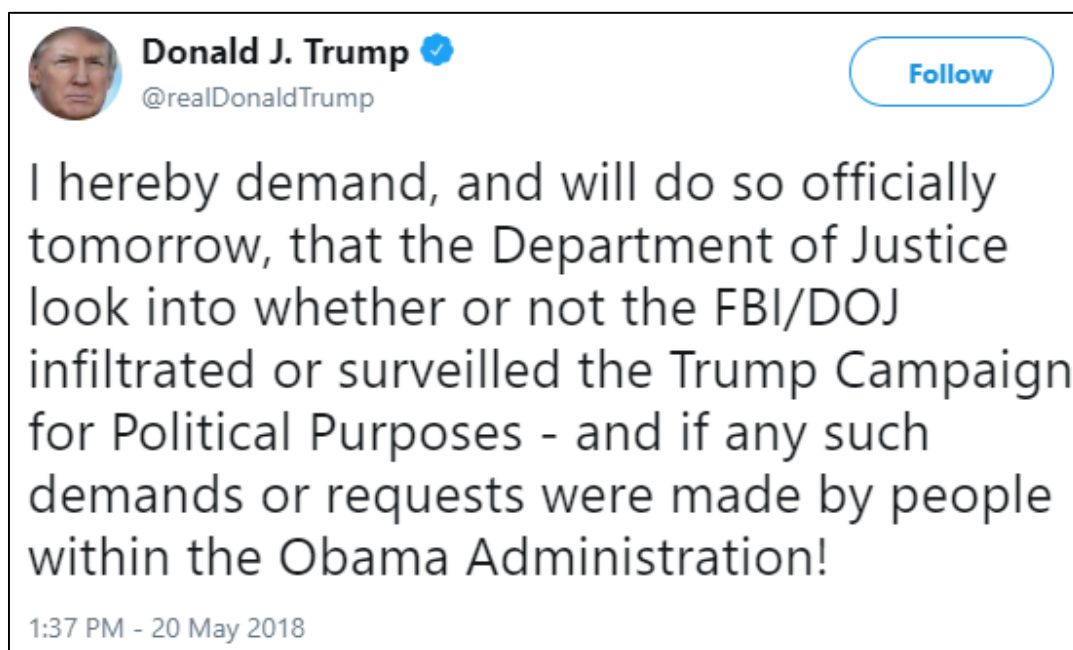 Donald J. Trump
@realDonaldTrump
Follow
I hereby demand, and will do so officially
tomorrow, that the Department of Justice
look into whether or not the FBI/DOJ
infiltrated or surveilled the Trump Campaign
for Political Purposes - and if any such
demands or requests were made by people
within the Obama Administration!
1:37 PM - 20 May 2018